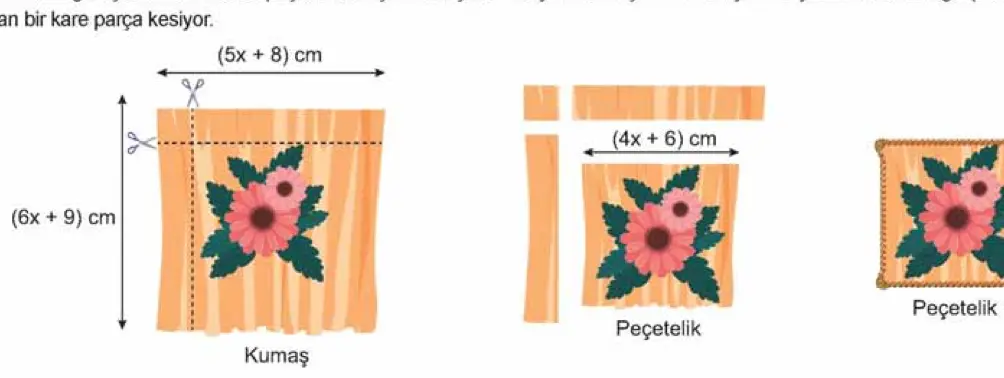 an bir kare parça kesiyor.
(5x + 8) cm
(6x + 9) cm
Kumaş
(4x + 6) cm
Peçetelik
Peçetelik